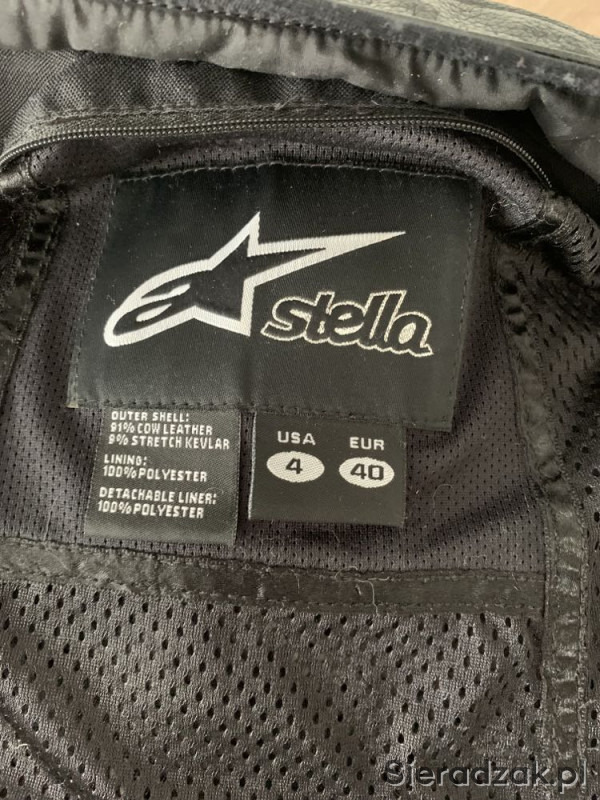 stella
OUTER SHELL:
91% COW LEATHER
9% STRETCH KEVLAR
LINING:
100% POLYESTER
DETACHABLE LINER:
100% POLYESTER
USA EUR
4 40
Sieradzak.pl